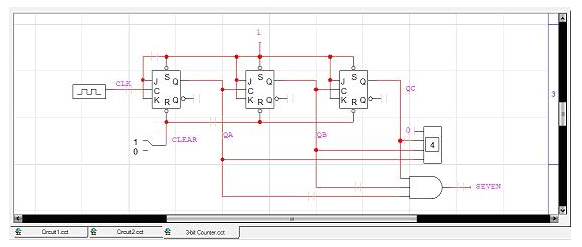 1
CLK
J S Q
C
K R Q
J S Q
C
K R Q
J S Q
C
K R Q
QC
3
1
0
CLEAR
QA
QB
0
4
SEVEN
Circuit1.cct
Circuit2.cct
3-bit Counter.cct